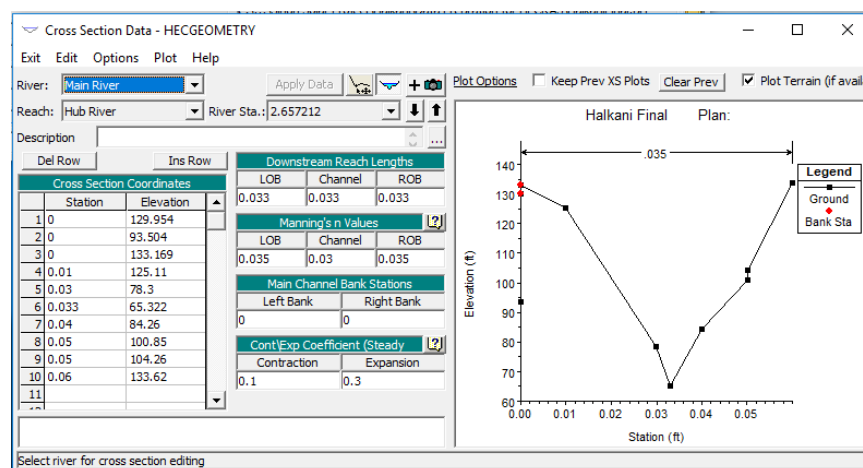 Cross Section Data - HECGEOMETRY
Exit Edit Options Plot Help
River: Main River Apply Data Plot Options Keep Prev XS Plots Clear Prev Plot Terrain (if avail
Reach: Hub River River Sta.: 2.657212
Description ...
Del Row Ins Row
Cross Section Coordinates
Station Elevation
1 0 129.954
2 0 93.504
3 0 133.169
4 0.01 125.11
5 0.03 78.3
6 0.033 65.322
7 0.04 84.26
8 0.05 100.85
9 0.05 104.26
10 0.06 133.62
11
Downstream Reach Lengths
LOB Channel ROB
0.033 0.033 0.033
Manning's n Values
LOB Channel ROB
0.035 0.03 0.035
Main Channel Bank Stations
Left Bank Right Bank
0 0
Cont\Exp Coefficient (Steady
Contraction Expansion
0.1 0.3
Halkani Final Plan:
.035
Legend
Ground
Bank Sta
Elevation (ft)
140
130
120
110
100
90
80
70
60
0.00 0.01 0.02 0.03 0.04 0.05 0.06
Station (ft)
Select river for cross section editing